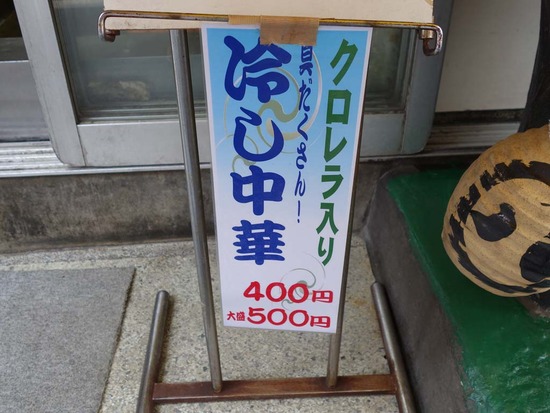 クロレラ入り
具だくさん!
冷し中華
400円
大盛500円